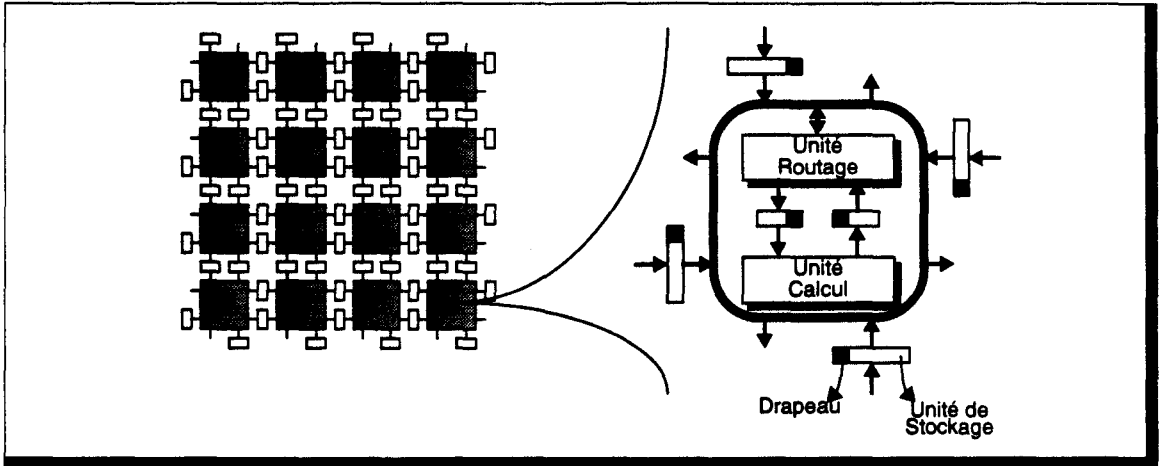 Unité
Routage
Unité
Calcul
Drapeau
Unité de
Stockage